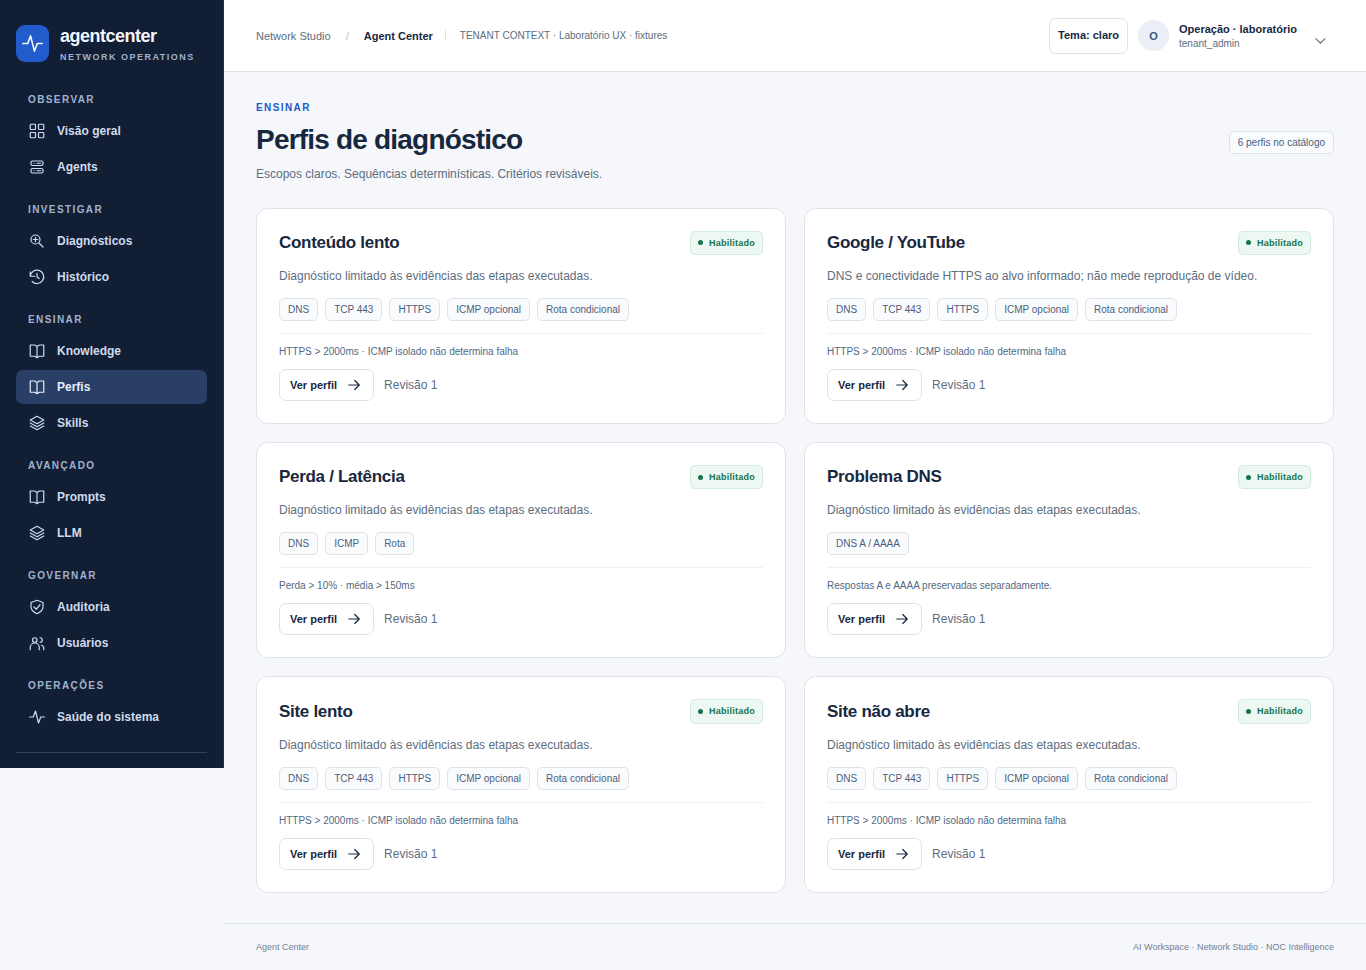 agentcenter
NETWORK OPERATIONS
OBSERVAR
Visão geral
Agents
INVESTIGAR
Diagnósticos
Histórico
ENSINAR
Knowledge
Perfis
Skills
AVANÇADO
Prompts
LLM
GOVERNAR
Auditoria
Usuários
OPERAÇÕES
Saúde do sistema
Network Studio / Agent Center TENANT CONTEXT · Laboratório UX · fixtures
Tema: claro
O
Operação · laboratório
tenant_admin
ENSINAR
Perfis de diagnóstico
6 perfis no catálogo
Escopos claros. Sequências determinísticas. Critérios revisáveis.
Conteúdo lento
Habilitado
Diagnóstico limitado às evidências das etapas executadas.
DNS TCP 443 HTTPS ICMP opcional Rota condicional
HTTPS > 2000ms · ICMP isolado não determina falha
Ver perfil Revisão 1
Google / YouTube
Habilitado
DNS e conectividade HTTPS ao alvo informado; não mede reprodução de vídeo.
DNS TCP 443 HTTPS ICMP opcional Rota condicional
HTTPS > 2000ms · ICMP isolado não determina falha
Ver perfil Revisão 1
Perda / Latência
Habilitado
Diagnóstico limitado às evidências das etapas executadas.
DNS ICMP Rota
Perda > 10% · média > 150ms
Ver perfil Revisão 1
Problema DNS
Habilitado
Diagnóstico limitado às evidências das etapas executadas.
DNS A / AAAA
Respostas A e AAAA preservadas separadamente.
Ver perfil Revisão 1
Site lento
Habilitado
Diagnóstico limitado às evidências das etapas executadas.
DNS TCP 443 HTTPS ICMP opcional Rota condicional
HTTPS > 2000ms · ICMP isolado não determina falha
Ver perfil Revisão 1
Site não abre
Habilitado
Diagnóstico limitado às evidências das etapas executadas.
DNS TCP 443 HTTPS ICMP opcional Rota condicional
HTTPS > 2000ms · ICMP isolado não determina falha
Ver perfil Revisão 1
Agent Center
AI Workspace · Network Studio · NOC Intelligence